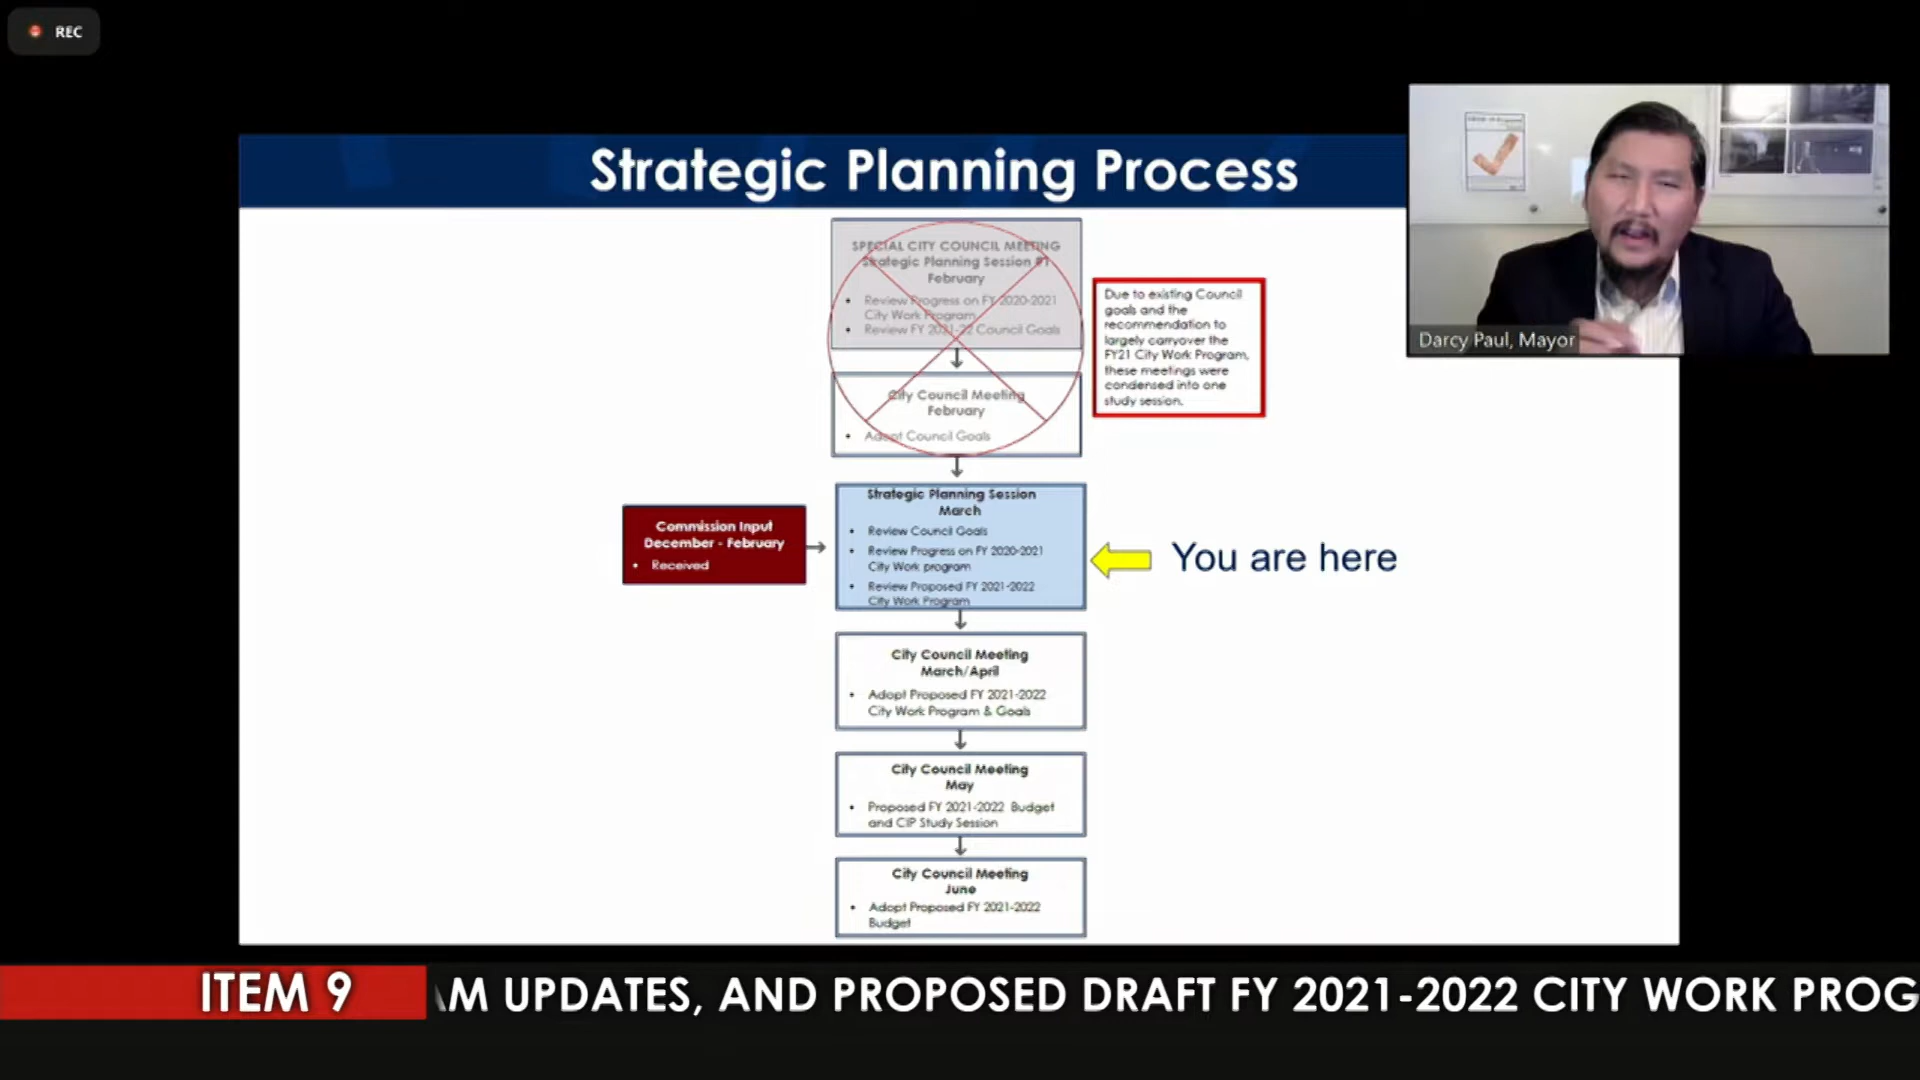 REC
Strategic Planning Process
SPECIAL CITY COUNCIL MEETING
Strategic Planning Session #1
February
• Review Progress on FY 2020-2021
City Work Program
• Review FY 2021-22 Council Goals
Due to existing Council
goals and the
recommendation to
largely carryover the
FY21 City Work Program,
these meetings were
condensed into one
study session.
Darcy Paul, Mayor
City Council Meeting
February
• Adopt Council Goals
Commission Input
December - February
• Received
Strategic Planning Session
March
• Review Council Goals
• Review Progress on FY 2020-2021
City Work program
• Review Proposed FY 2021-2022
City Work Program
You are here
City Council Meeting
March/April
• Adopt Proposed FY 2021-2022
City Work Program & Goals
City Council Meeting
May
• Proposed FY 2021-2022 Budget
and CIP Study Session
City Council Meeting
June
• Adopt Proposed FY 2021-2022
Budget
ITEM 9
AM UPDATES, AND PROPOSED DRAFT FY 2021-2022 CITY WORK PROG